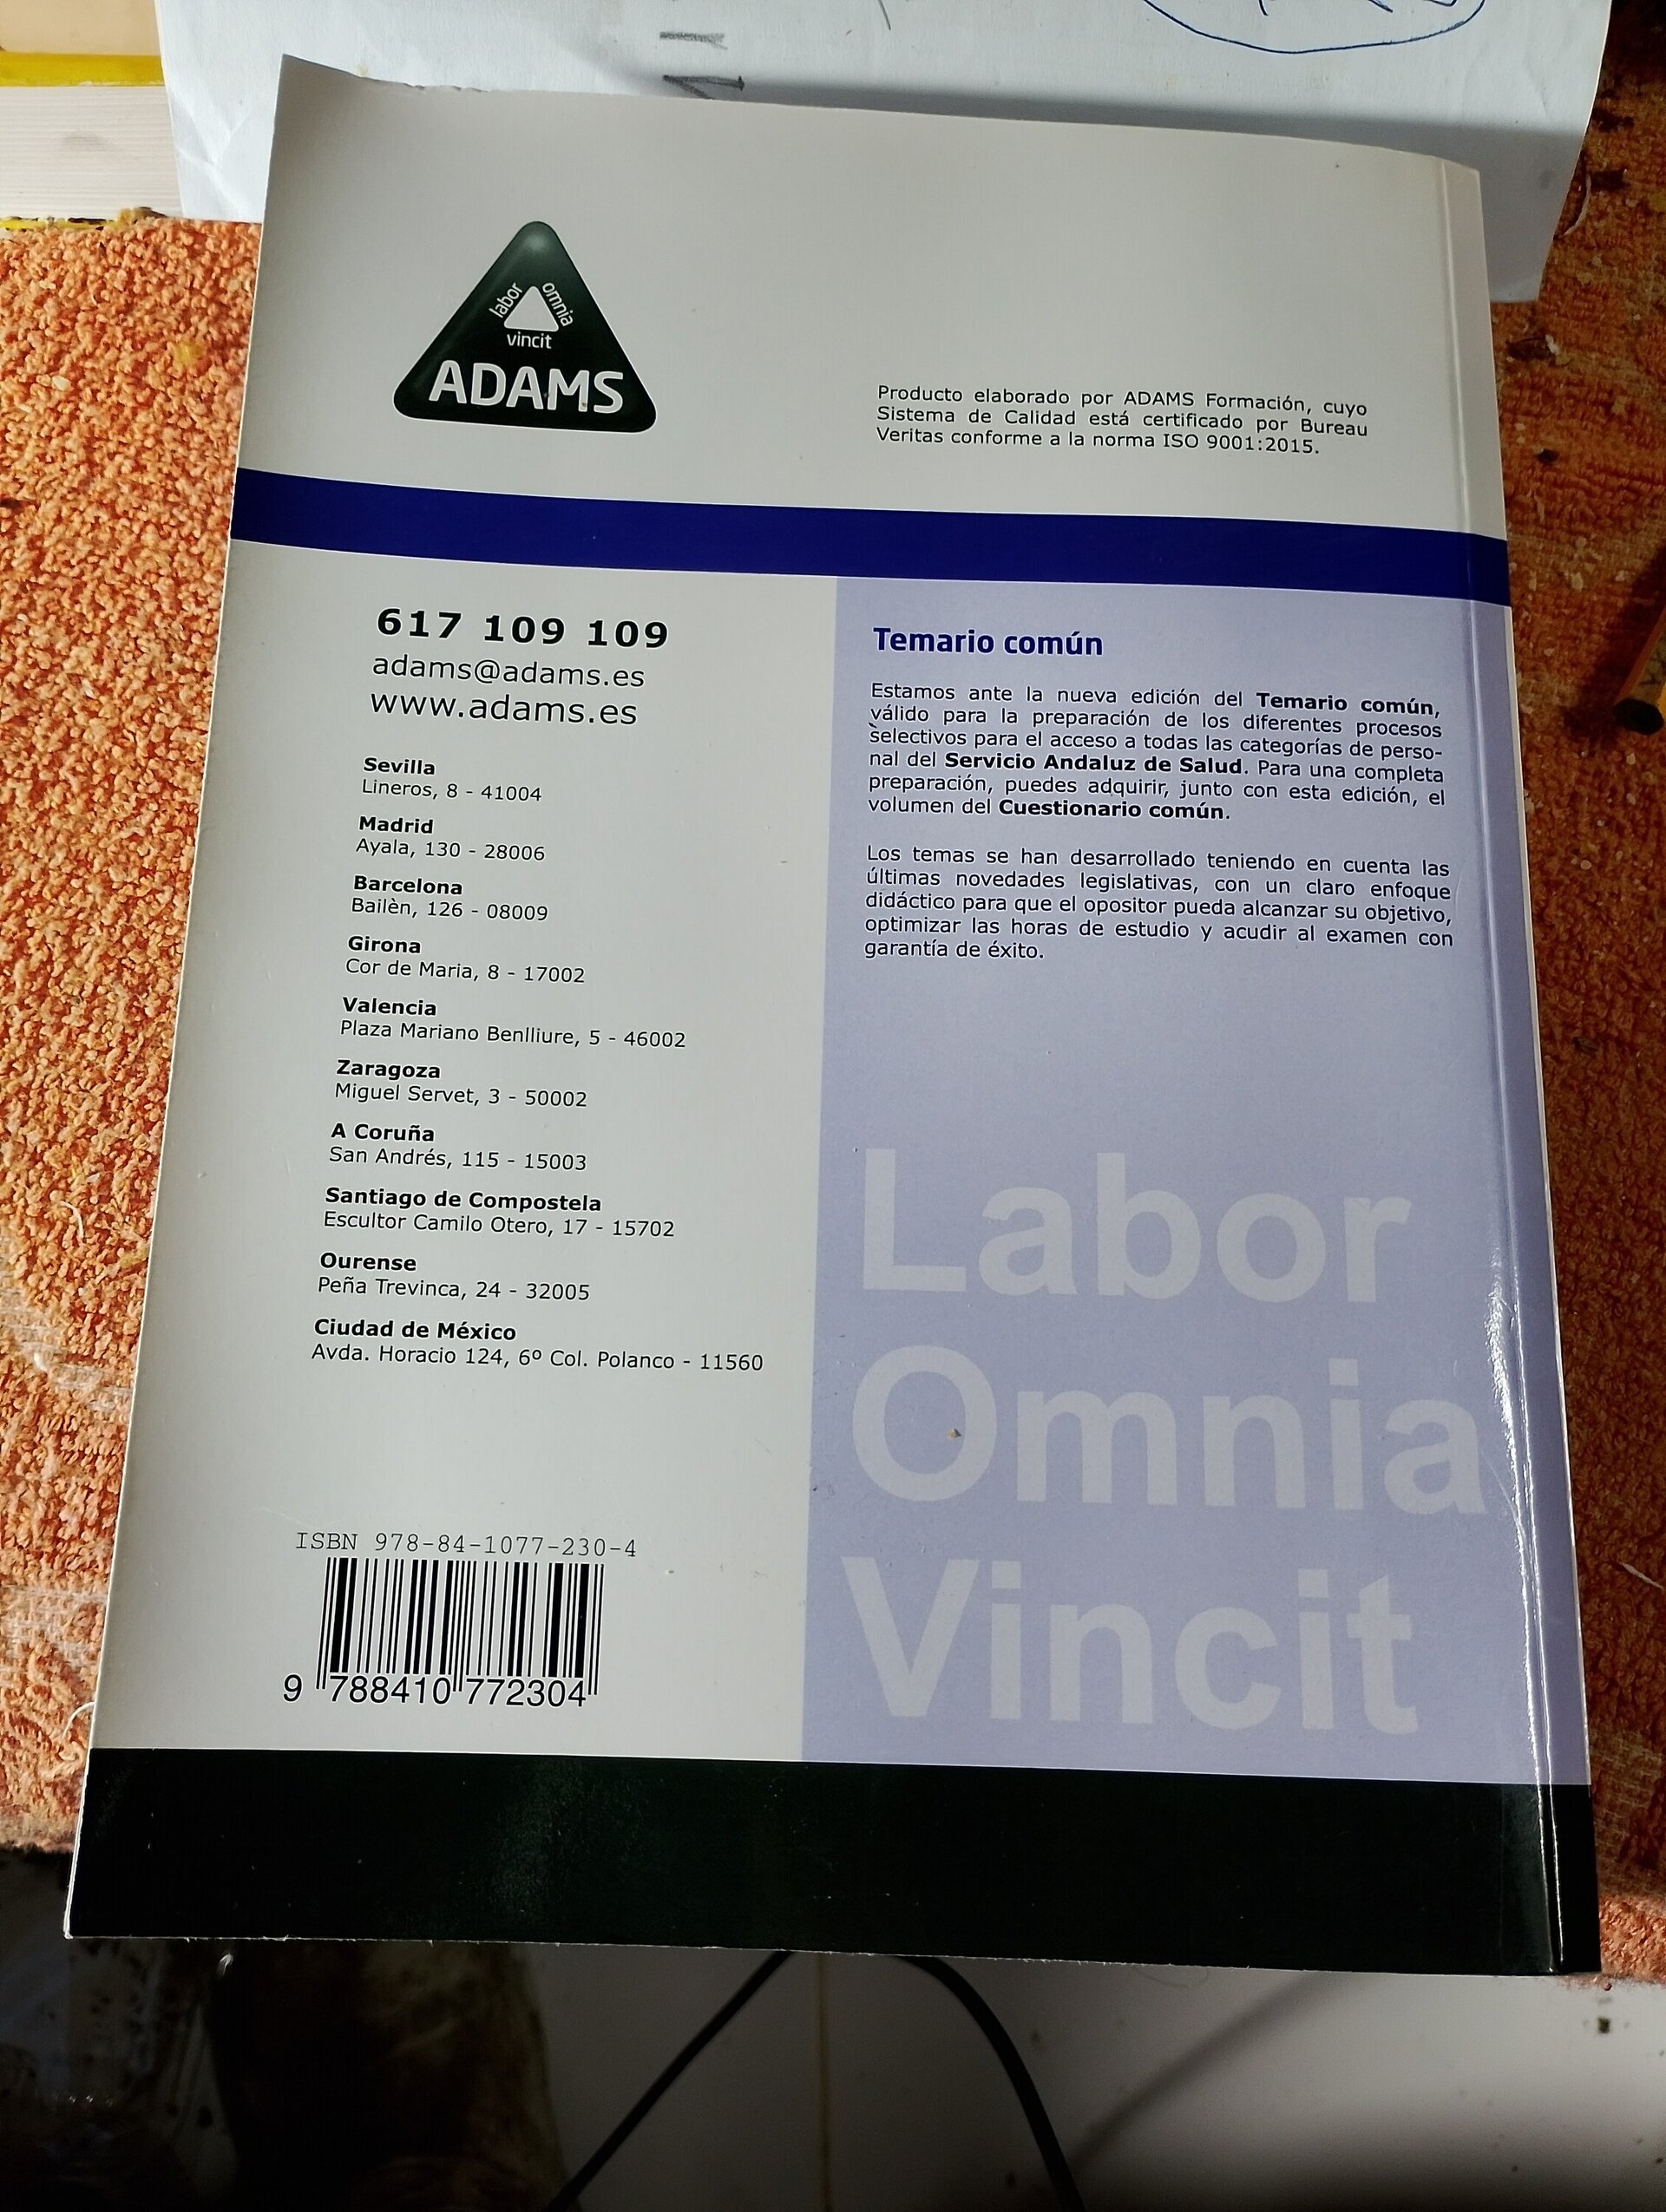 labor
omnia
vincit
ADAMS
Producto elaborado por ADAMS Formación, cuyo
Sistema de Calidad está certificado por Bureau
Veritas conforme a la norma ISO 9001:2015.
617 109 109
adams@adams.es
www.adams.es
Sevilla
Lineros, 8 - 41004
Madrid
Ayala, 130 - 28006
Barcelona
Bailèn, 126 - 08009
Girona
Cor de Maria, 8 - 17002
Valencia
Plaza Mariano Benlliure, 5 - 46002
Zaragoza
Miguel Servet, 3 - 50002
A Coruña
San Andrés, 115 - 15003
Santiago de Compostela
Escultor Camilo Otero, 17 - 15702
Ourense
Peña Trevinca, 24 - 32005
Ciudad de México
Avda. Horacio 124, 6º Col. Polanco - 11560
ISBN 978-84-1077-230-4
9 788410 772304
Temario común
Estamos ante la nueva edición del Temario común,
válido para la preparación de los diferentes procesos
selectivos para el acceso a todas las categorías de perso-
nal del Servicio Andaluz de Salud. Para una completa
preparación, puedes adquirir, junto con esta edición, el
volumen del Cuestionario común.
Los temas se han desarrollado teniendo en cuenta las
últimas novedades legislativas, con un claro enfoque
didáctico para que el opositor pueda alcanzar su objetivo,
optimizar las horas de estudio y acudir al examen con
garantía de éxito.
Labor
Omnia
Vincit